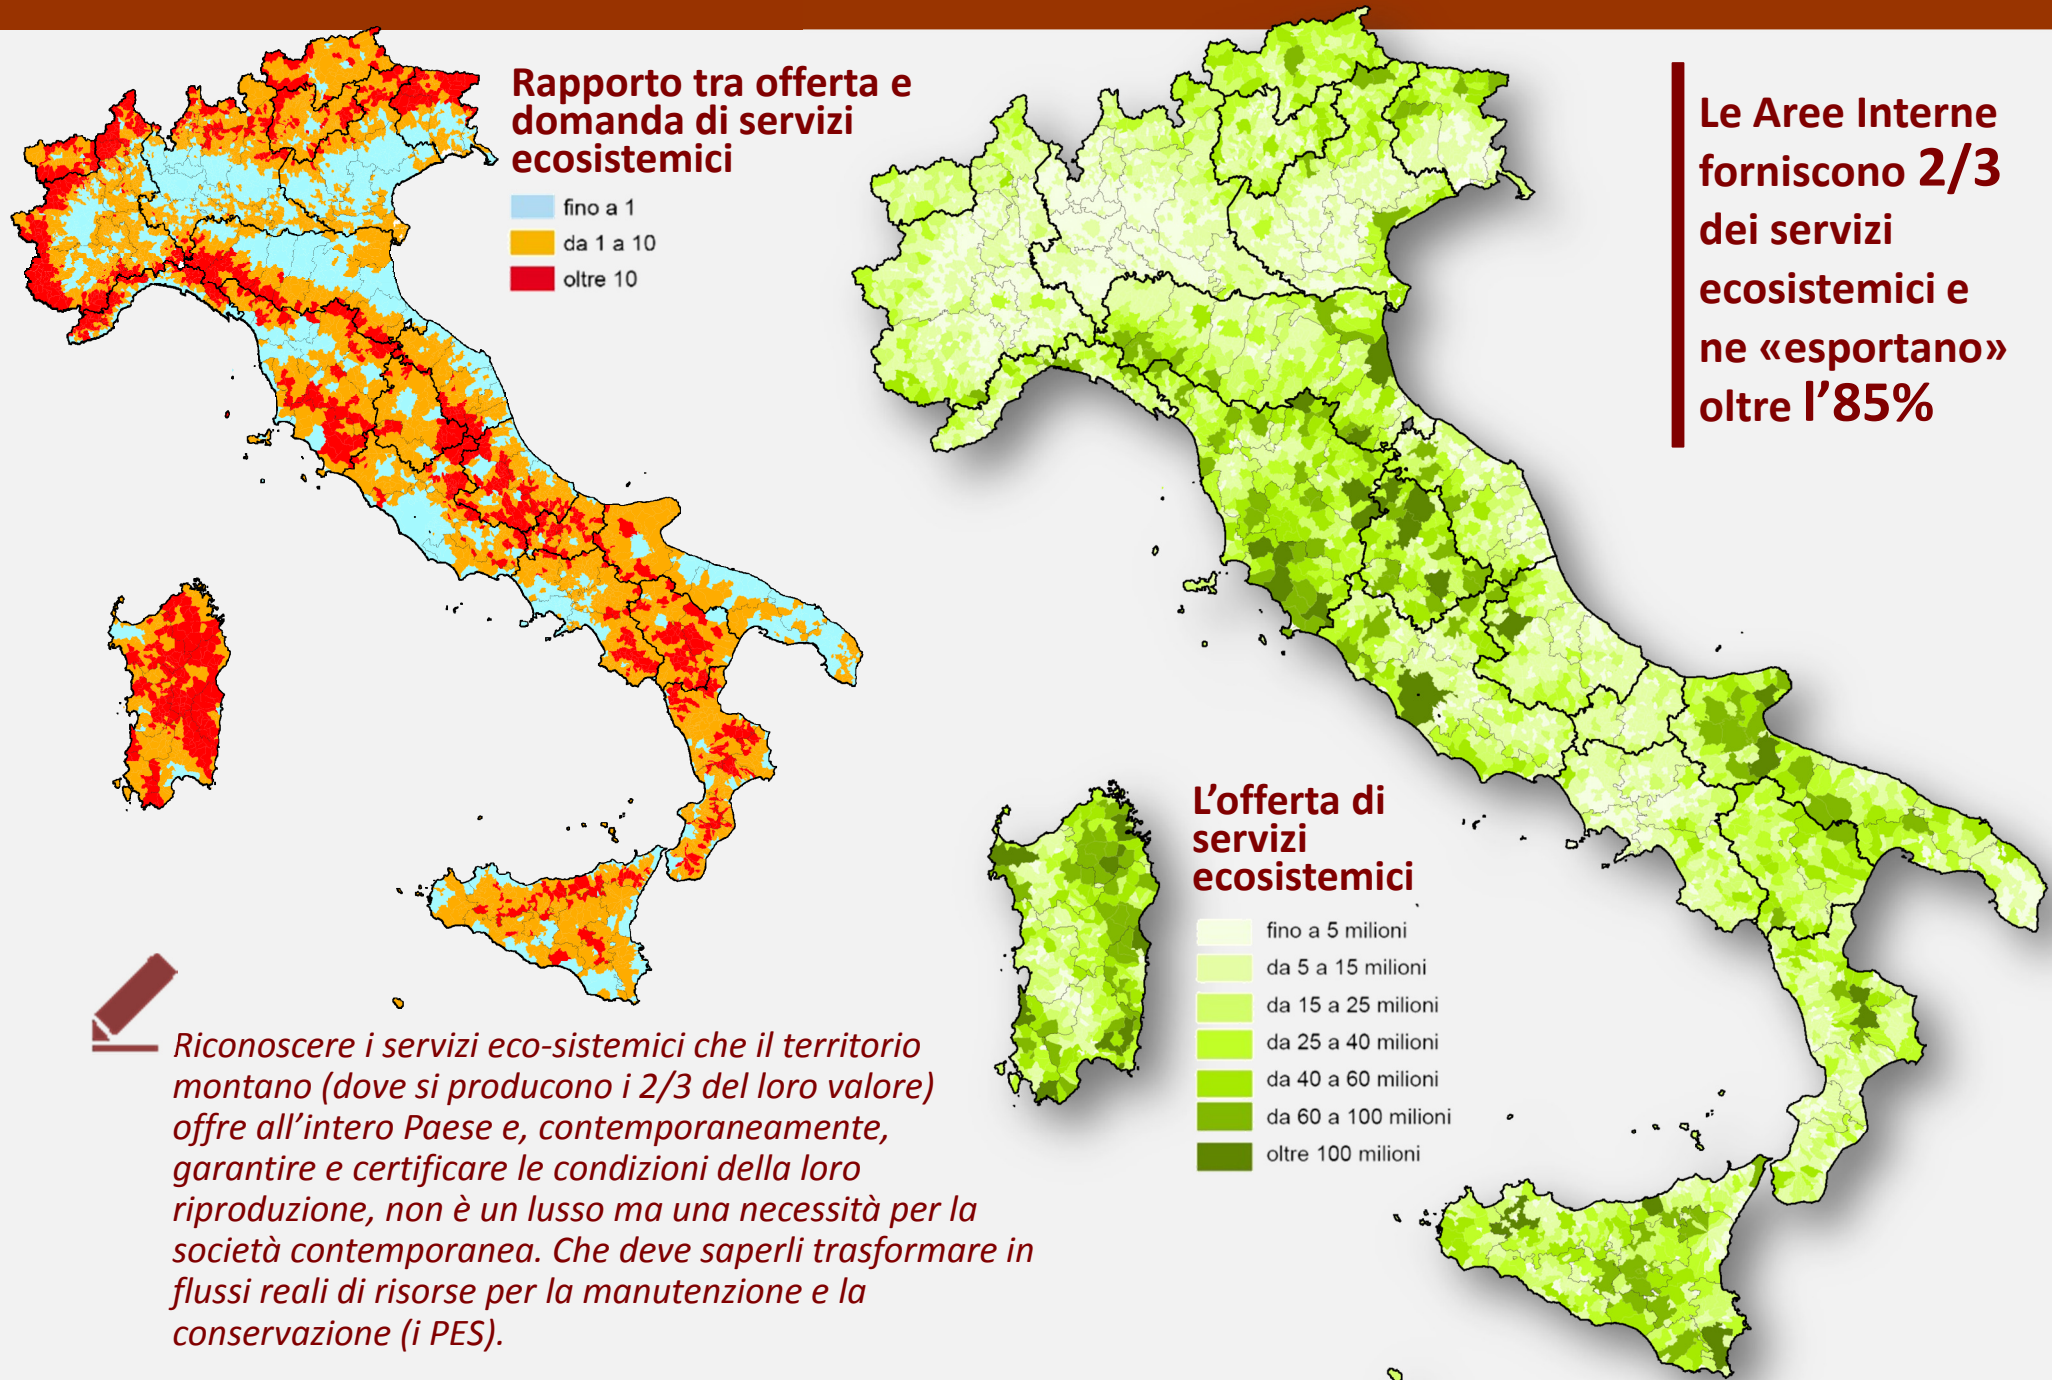 Rapporto tra offerta e
domanda di servizi
ecosistemici
fino a 1
da 1 a 10
oltre 10
Le Aree Interne
forniscono 2/3
dei servizi
ecosistemici e
ne «esportano»
oltre l’85%
L’offerta di
servizi
ecosistemici
fino a 5 milioni
da 5 a 15 milioni
da 15 a 25 milioni
da 25 a 40 milioni
da 40 a 60 milioni
da 60 a 100 milioni
oltre 100 milioni
Riconoscere i servizi eco-sistemici che il territorio
montano (dove si producono i 2/3 del loro valore)
offre all’intero Paese e, contemporaneamente,
garantire e certificare le condizioni della loro
riproduzione, non è un lusso ma una necessità per la
società contemporanea. Che deve saperli trasformare in
flussi reali di risorse per la manutenzione e la
conservazione (i PES).